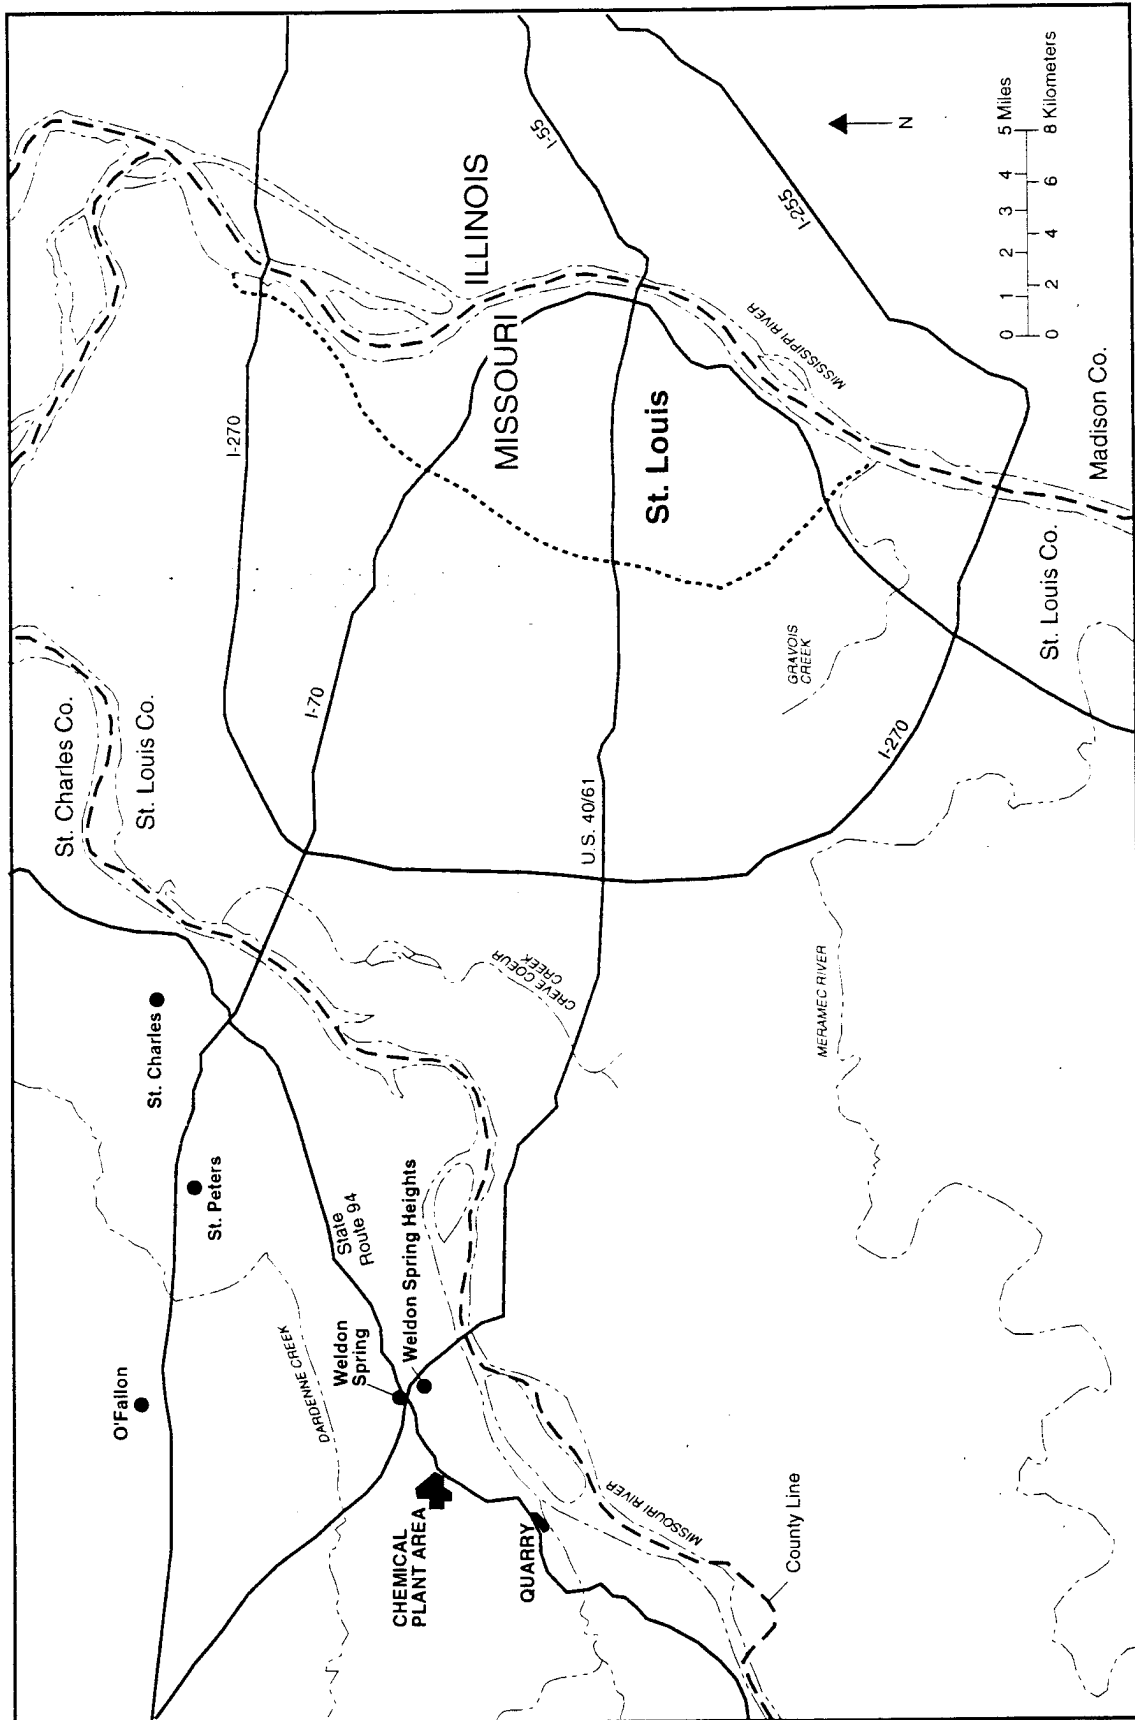 O'Fallon
St. Peters
St. Charles
St. Charles Co.
St. Louis Co.
I-270
DARDENNE CREEK
State
Route 94
I-70
Weldon
Spring
Weldon Spring Heights
CHEMICAL
PLANT AREA
QUARRY
CREVE COEUR
CREEK
MISSOURI
ILLINOIS
I-55
U.S. 40/61
St. Louis
MISSOURI RIVER
County Line
MERAMEC RIVER
GRAVOIS
CREEK
I-270
MISSISSIPPI RIVER
I-255
N
St. Louis Co.
Madison Co.
0 1 2 3 4 5 Miles
0 2 4 6 8 Kilometers